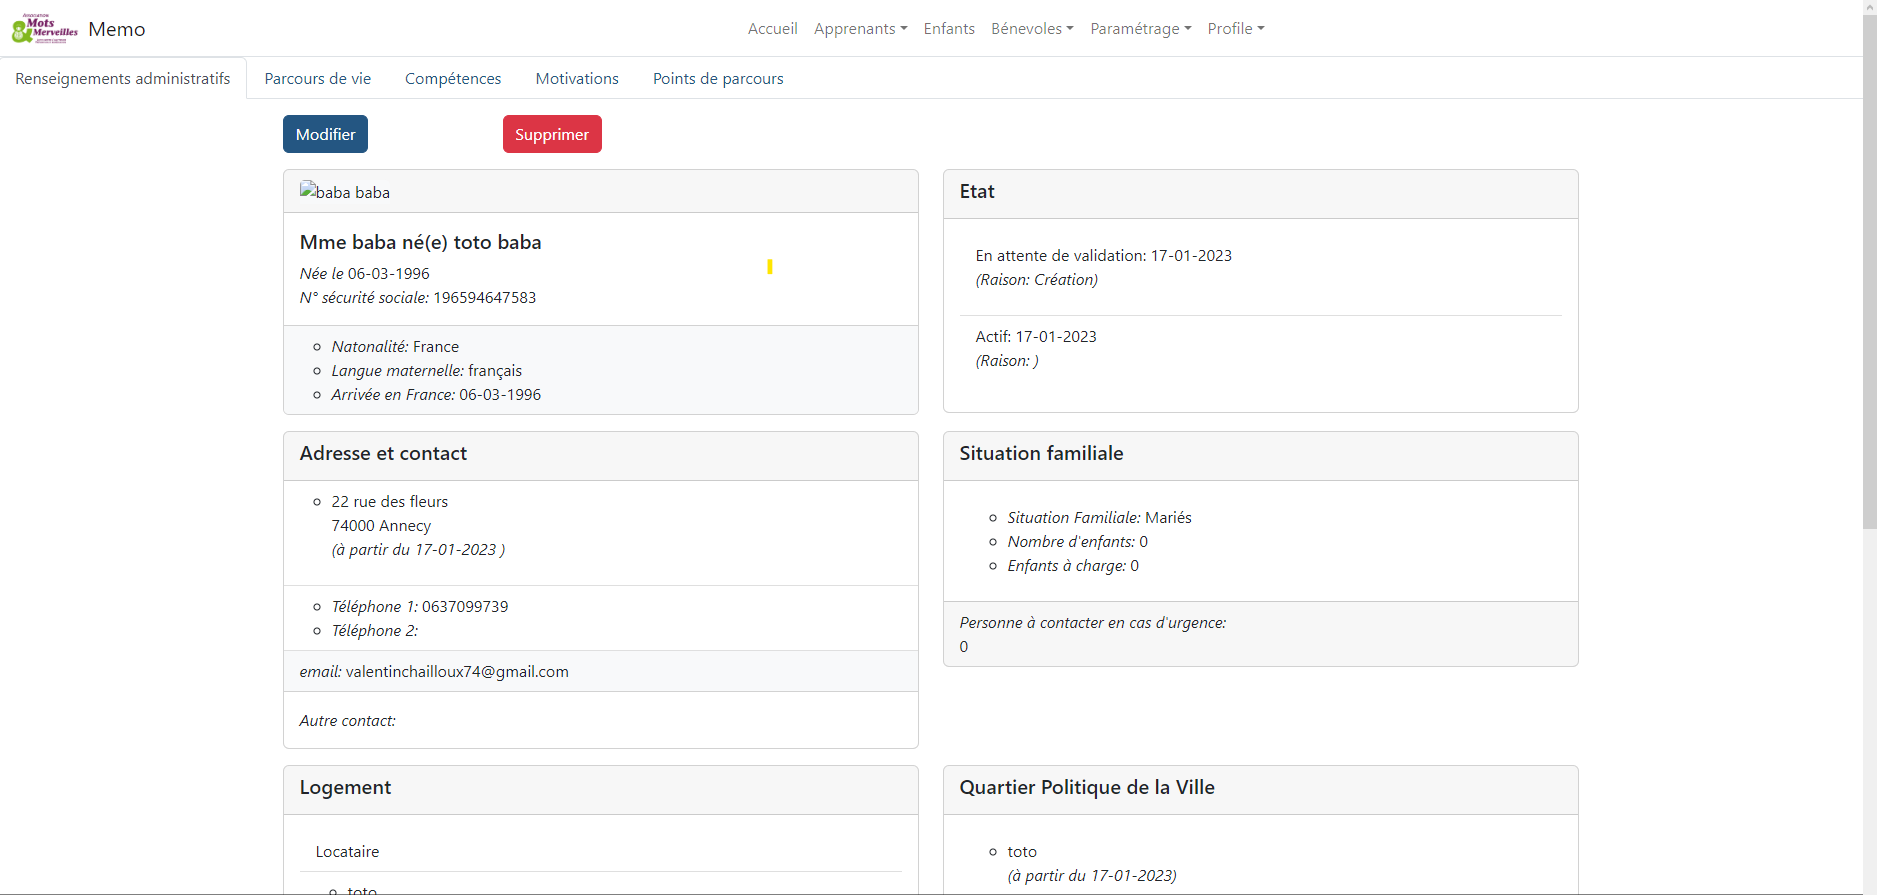 ASSOCIATION
Mots
& Merveilles
Memo
Accueil
Apprenants
Enfants
Bénevoles
Paramétrage
Profile
Renseignements administratifs
Parcours de vie
Compétences
Motivations
Points de parcours
Modifier
Supprimer
baba baba
Mme baba né(e) toto baba
Née le 06-03-1996
N° sécurité sociale: 196594647583
Natonalité: France
Langue maternelle: français
Arrivée en France: 06-03-1996
Etat
En attente de validation: 17-01-2023
(Raison: Création)
Actif: 17-01-2023
(Raison: )
Adresse et contact
22 rue des fleurs
74000 Annecy
(à partir du 17-01-2023 )
Téléphone 1: 0637099739
Téléphone 2:
email: valentinchailloux74@gmail.com
Autre contact:
Situation familiale
Situation Familiale: Mariés
Nombre d'enfants: 0
Enfants à charge: 0
Personne à contacter en cas d'urgence:
0
Logement
Locataire
toto
Quartier Politique de la Ville
toto
(à partir du 17-01-2023)